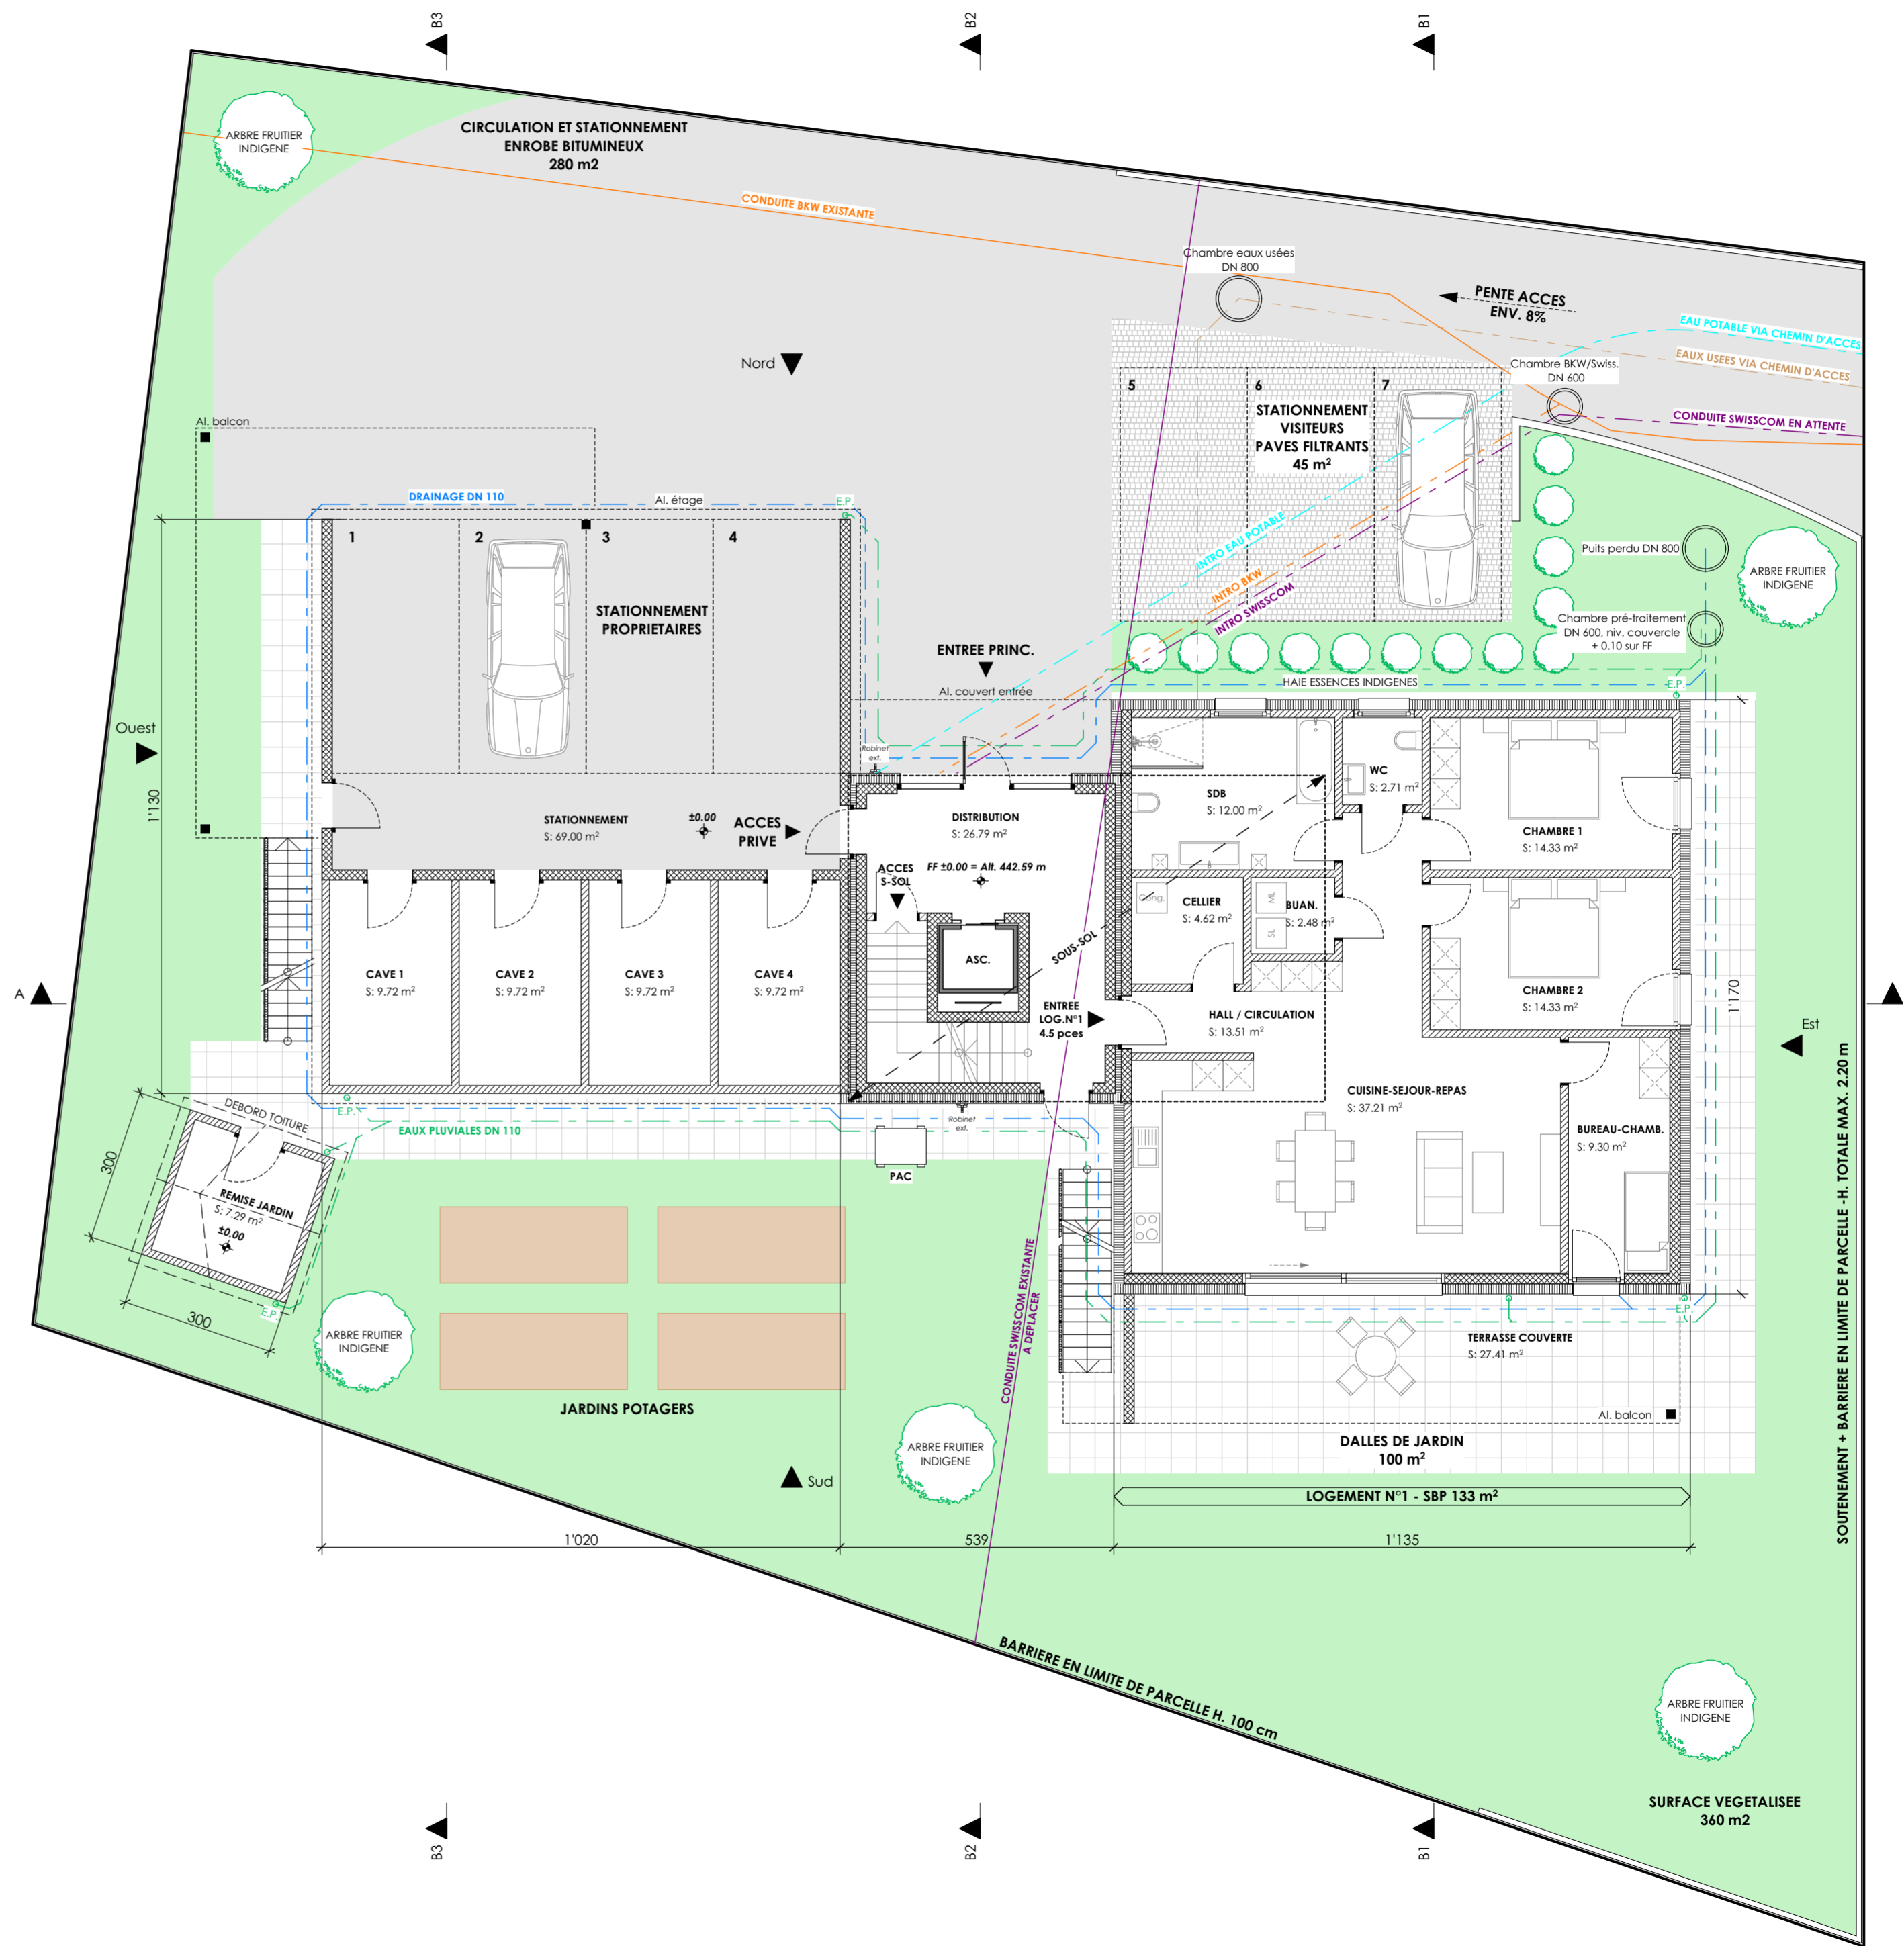 B3
B2
B1
ARBRE FRUITIER
INDIGENE
CIRCULATION ET STATIONNEMENT
ENROBE BITUMINEUX
280 m2
CONDUITE BKW EXISTANTE
Chambre eaux usées
DN 800
PENTE ACCES
ENV. 8%
EAU POTABLE VIA CHEMIN D'ACCES
EAUX USEES VIA CHEMIN D'ACCES
Chambre BKW/Swiss.
DN 600
CONDUITE SWISSCOM EN ATTENTE
Nord
5
6
7
STATIONNEMENT
VISITEURS
PAVES FILTRANTS
45 m²
Al. balcon
DRAINAGE DN 110
Al. étage
E.P.
1
2
3
4
STATIONNEMENT
PROPRIETAIRES
INTRO EAU POTABLE
INTRO BKW
INTRO SWISSCOM
Puits perdu DN 800
ARBRE FRUITIER
INDIGENE
Chambre pré-traitement
DN 600, niv. couvercle
+ 0.10 sur FF
ENTREE PRINC.
Al. couvert entrée
HAIE ESSENCES INDIGENES
E.P.
Ouest
1'130
Robinet
ext.
STATIONNEMENT
S: 69.00 m²
±0.00
ACCES
PRIVE
DISTRIBUTION
S: 26.79 m²
FF ±0.00 = Alt. 442.59 m
ACCES
S-SOL
SDB
S: 12.00 m²
WC
S: 2.71 m²
CHAMBRE 1
S: 14.33 m²
CELLIER
S: 4.62 m²
Cong.
BUAN.
S: 2.48 m²
ML
SL
SOUS-SOL
ASC.
CAVE 1
S: 9.72 m²
CAVE 2
S: 9.72 m²
CAVE 3
S: 9.72 m²
CAVE 4
S: 9.72 m²
A
CHAMBRE 2
S: 14.33 m²
1'170
ENTREE
LOG.N°1
4.5 pces
HALL / CIRCULATION
S: 13.51 m²
Est
CUISINE-SEJOUR-REPAS
S: 37.21 m²
BUREAU-CHAMB.
S: 9.30 m²
SOUTENEMENT + BARRIERE EN LIMITE DE PARCELLE -H. TOTALE MAX. 2.20 m
DEBORD TOITURE
E.P.
EAUX PLUVIALES DN 110
Robinet
ext.
PAC
300
REMISE JARDIN
S: 7.29 m²
±0.00
300
E.P.
ARBRE FRUITIER
INDIGENE
CONDUITE SWISSCOM EXISTANTE
A DEPLACER
E.P.
TERRASSE COUVERTE
S: 27.41 m²
Al. balcon
JARDINS POTAGERS
ARBRE FRUITIER
INDIGENE
DALLES DE JARDIN
100 m²
Sud
LOGEMENT N°1 - SBP 133 m²
1'020
539
1'135
BARRIERE EN LIMITE DE PARCELLE H. 100 cm
ARBRE FRUITIER
INDIGENE
SURFACE VEGETALISEE
360 m2
B3
B2
B1